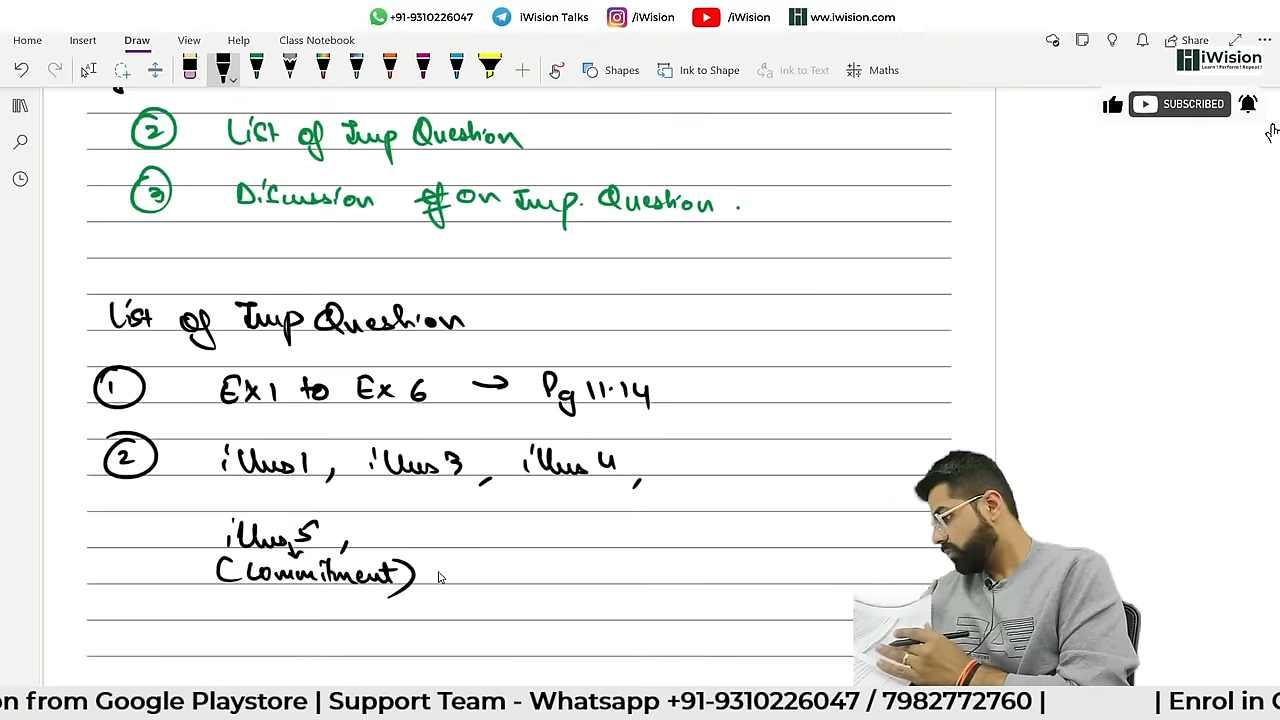 +91-9310226047 iWision Talks /iWision /iWision ww.iwision.com
Home Insert Draw View Help Class Notebook Share
Shapes Ink to Shape Ink to Text Maths
iWision
Learn ! Perform ! Repeat !
SUBSCRIBED
2 List of Imp Question
3 Discussion of on Imp. Question.
List of Imp Question
1 Ex 1 to Ex 6 → Pg 11.14
2 illus 1, illus 3, illus 4,
illus 5,
(Commitment)
on from Google Playstore | Support Team - Whatsapp +91-9310226047 / 7982772760 | | Enrol in